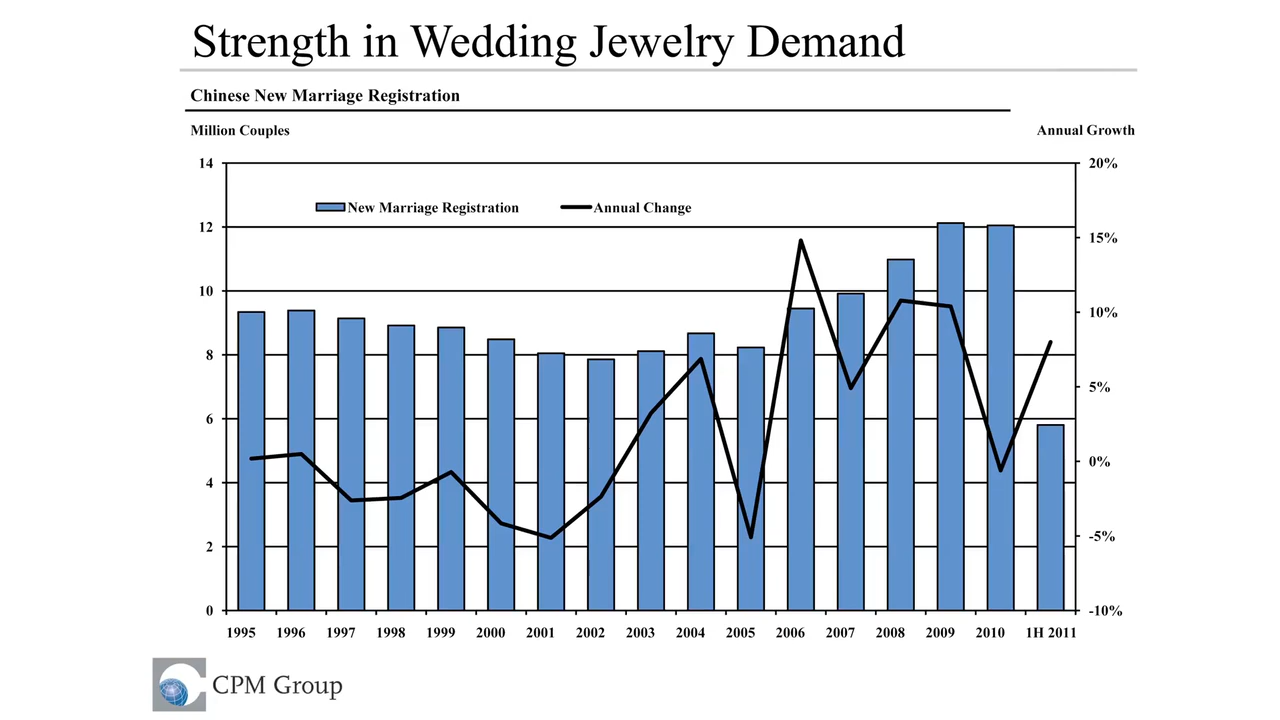 Strength in Wedding Jewelry Demand
Chinese New Marriage Registration
Million Couples Annual Growth
14 20%
New Marriage Registration Annual Change
12 15%
10 10%
8
6 5%
4 0%
2 -5%
0 -10%
1995 1996 1997 1998 1999 2000 2001 2002 2003 2004 2005 2006 2007 2008 2009 2010 1H 2011
CPM Group